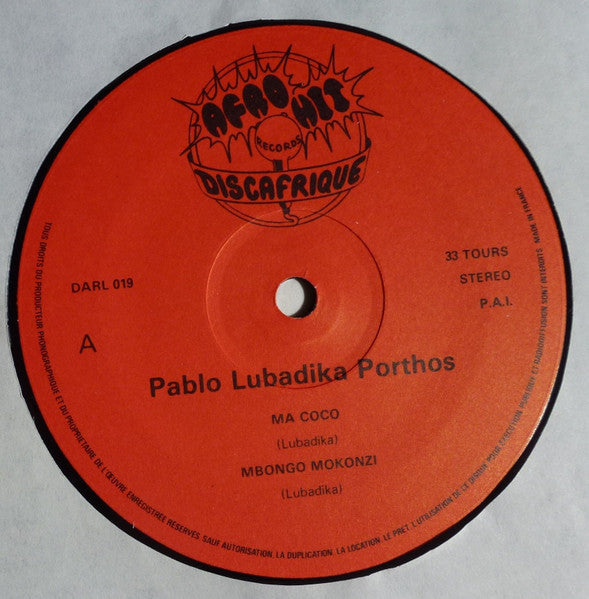 AFRO HIT
RECORDS
DISCAFRIQUE
DARL 019
33 TOURS
STEREO
P.A.I.
A
Pablo Lubadika Porthos
MA COCO
(Lubadika)
MBONGO MOKONZI
(Lubadika)
TOUS DROITS DU PRODUCTEUR PHONOGRAPHIQUE ET DU PROPRIETAIRE DE L'ŒUVRE ENREGISTREE RESERVES. SAUF AUTORISATION, LA DUPLICATION, LA LOCATION, LE PRET, L'UTILISATION DE CE DISQUE POUR EXECUTION PUBLIQUE ET RADIODIFFUSION SONT INTERDITS MADE IN FRANCE